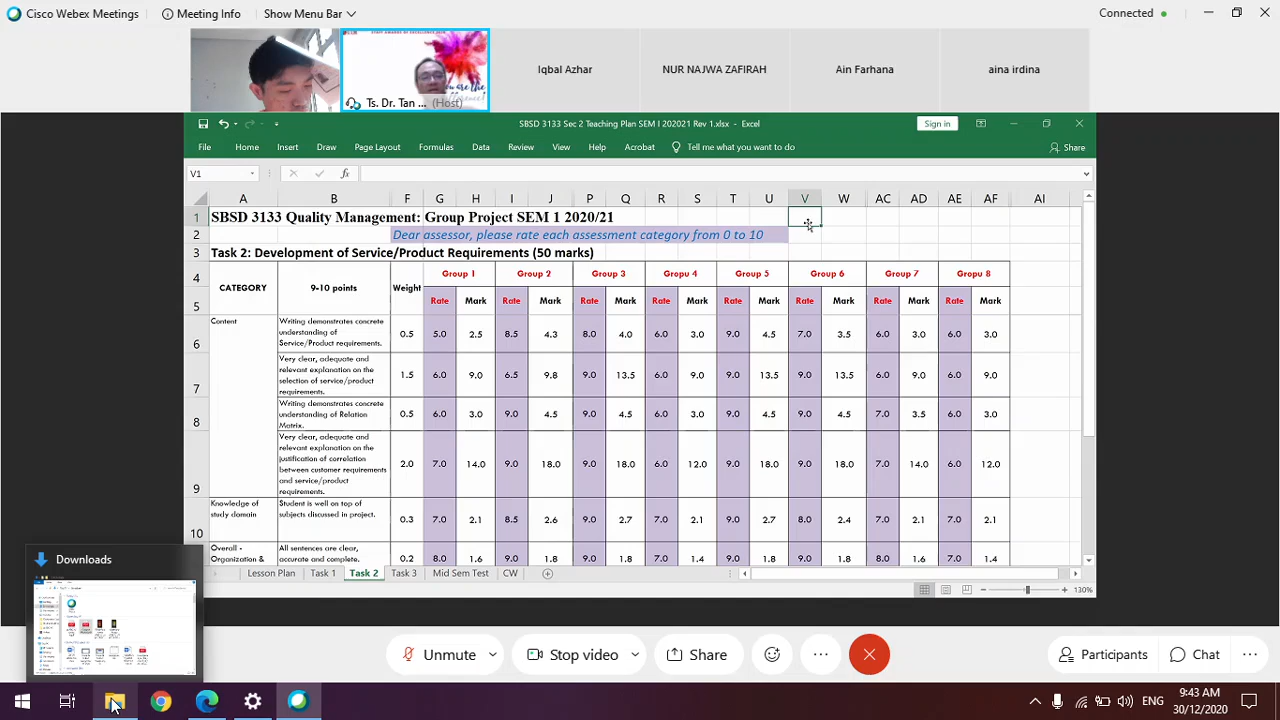 Cisco Webex Meetings Meeting Info Show Menu Bar Connected
Iqbal Azhar
NUR NAJWA ZAFIRAH
Ain Farhana
aina irdina
Ts. Dr. Tan ... (Host)
SBSD 3133 Sec 2 Teaching Plan SEM I 202021 Rev 1.xlsx - Excel
Sign in
File Home Insert Draw Page Layout Formulas Data Review View Help Acrobat Tell me what you want to do Share
V1 fx
A B F G H I J P Q R S T U V W AC AD AE AF AI
1 SBSD 3133 Quality Management: Group Project SEM 1 2020/21
2 Dear assessor, please rate each assessment category from 0 to 10
3 Task 2: Development of Service/Product Requirements (50 marks)
4 Group 1 Group 2 Group 3 Gropu 4 Group 5 Group 6 Group 7 Gropu 8
CATEGORY 9-10 points Weight
5 Rate Mark Rate Mark Rate Mark Rate Mark Rate Mark Rate Mark Rate Mark Rate Mark
Content
Writing demonstrates concrete
understanding of
Service/Product requirements.
6 0.5 5.0 2.5 8.5 4.3 8.0 4.0 6.0 3.0 9.0 4.5 7.0 3.5 6.0 3.0 6.0 3.0
Very clear, adequate and
relevant explanation on the
selection of service/product
requirements.
7 1.5 6.0 9.0 6.5 9.8 9.0 13.5 6.0 9.0 9.0 13.5 9.0 13.5 6.0 9.0 6.0 9.0
Writing demonstrates concrete
understanding of Relation
Matrix.
8 0.5 6.0 3.0 9.0 4.5 9.0 4.5 6.0 3.0 9.0 4.5 9.0 4.5 7.0 3.5 6.0 3.0
Very clear, adequate and
relevant explanation on the
justification of correlation
between customer requirements
and service/product
requirements.
9 2.0 7.0 14.0 9.0 18.0 9.0 18.0 6.0 12.0 9.0 18.0 9.0 18.0 7.0 14.0 6.0 12.0
Knowledge of
study domain
Student is well on top of
subjects discussed in project.
10 0.3 7.0 2.1 8.5 2.6 9.0 2.7 7.0 2.1 9.0 2.7 8.0 2.4 7.0 2.1 7.0 2.1
Overall -
Organization &
All sentences are clear,
accurate and complete.
0.2 8.0 1.6 9.0 1.8 9.0 1.8 7.0 1.4 9.0 1.8 9.0 1.8 8.0 1.6 7.0 1.4
Lesson Plan Task 1 Task 2 Task 3 Mid Sem Test CW
130%
Downloads
Unmute Stop video Share Participants Chat
ENG
9:43 AM
30/12/2020